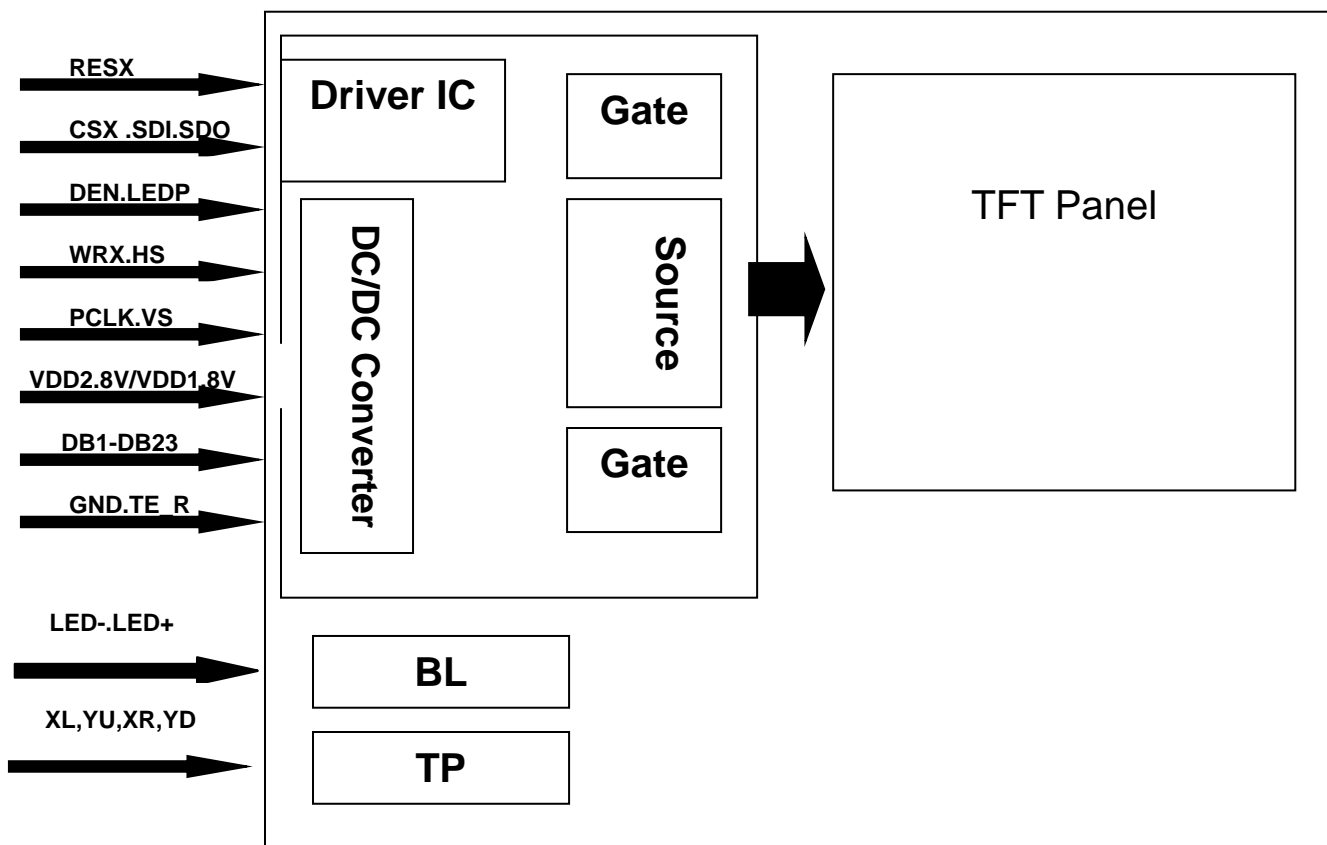 RESX
CSX .SDI.SDO
DEN.LEDP
WRX.HS
PCLK.VS
VDD2.8V/VDD1.8V
DB1-DB23
GND.TE_R
LED-.LED+
XL,YU,XR,YD
Driver IC
DC/DC Converter
Gate
Source
Gate
BL
TP
TFT Panel